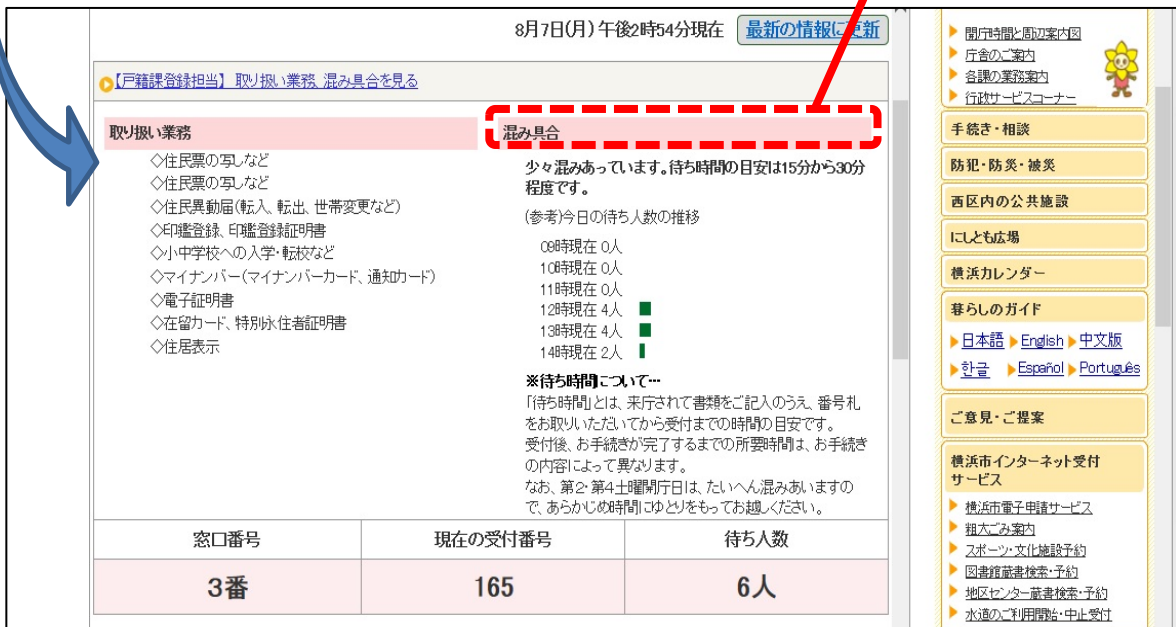 8月7日(月)午後2時54分現在 最新の情報に更新
【戸籍課登録担当】 取り扱い業務、混み具合を見る
取り扱い業務
◇住民票の写しなど
◇住民票の写しなど
◇住民異動届(転入、転出、世帯変更など)
◇印鑑登録、印鑑登録証明書
◇小中学校への入学・転校など
◇マイナンバー(マイナンバーカード、通知カード)
◇電子証明書
◇在留カード、特別永住者証明書
◇住居表示
混み具合
少々混みあっています。待ち時間の目安は15分から30分
程度です。
(参考)今日の待ち人数の推移
09時現在 0人
10時現在 0人
11時現在 0人
12時現在 4人
13時現在 4人
14時現在 2人
※待ち時間について…
「待ち時間」とは、来庁されて書類をご記入のうえ、番号札
をお取りいただいてから受付までの時間の目安です。
受付後、お手続きが完了するまでの所要時間は、お手続き
の内容によって異なります。
なお、第2・第4土曜開庁日は、たいへん混みあいますの
で、あらかじめ時間にゆとりをもってお越しください。
窓口番号 現在の受付番号 待ち人数
3番 165 6人
開庁時間と周辺案内図
庁舎のご案内
各課の業務案内
行政サービスコーナー
手続き・相談
防犯・防災・被災
西区内の公共施設
にしとも広場
横浜カレンダー
暮らしのガイド
日本語 English 中文版
한글 Español Português
ご意見・ご提案
横浜市インターネット受付
サービス
横浜市電子申請サービス
粗大ごみ案内
スポーツ・文化施設予約
図書館蔵書検索・予約
地区センター蔵書検索・予約
水道のご利用開始・中止受付